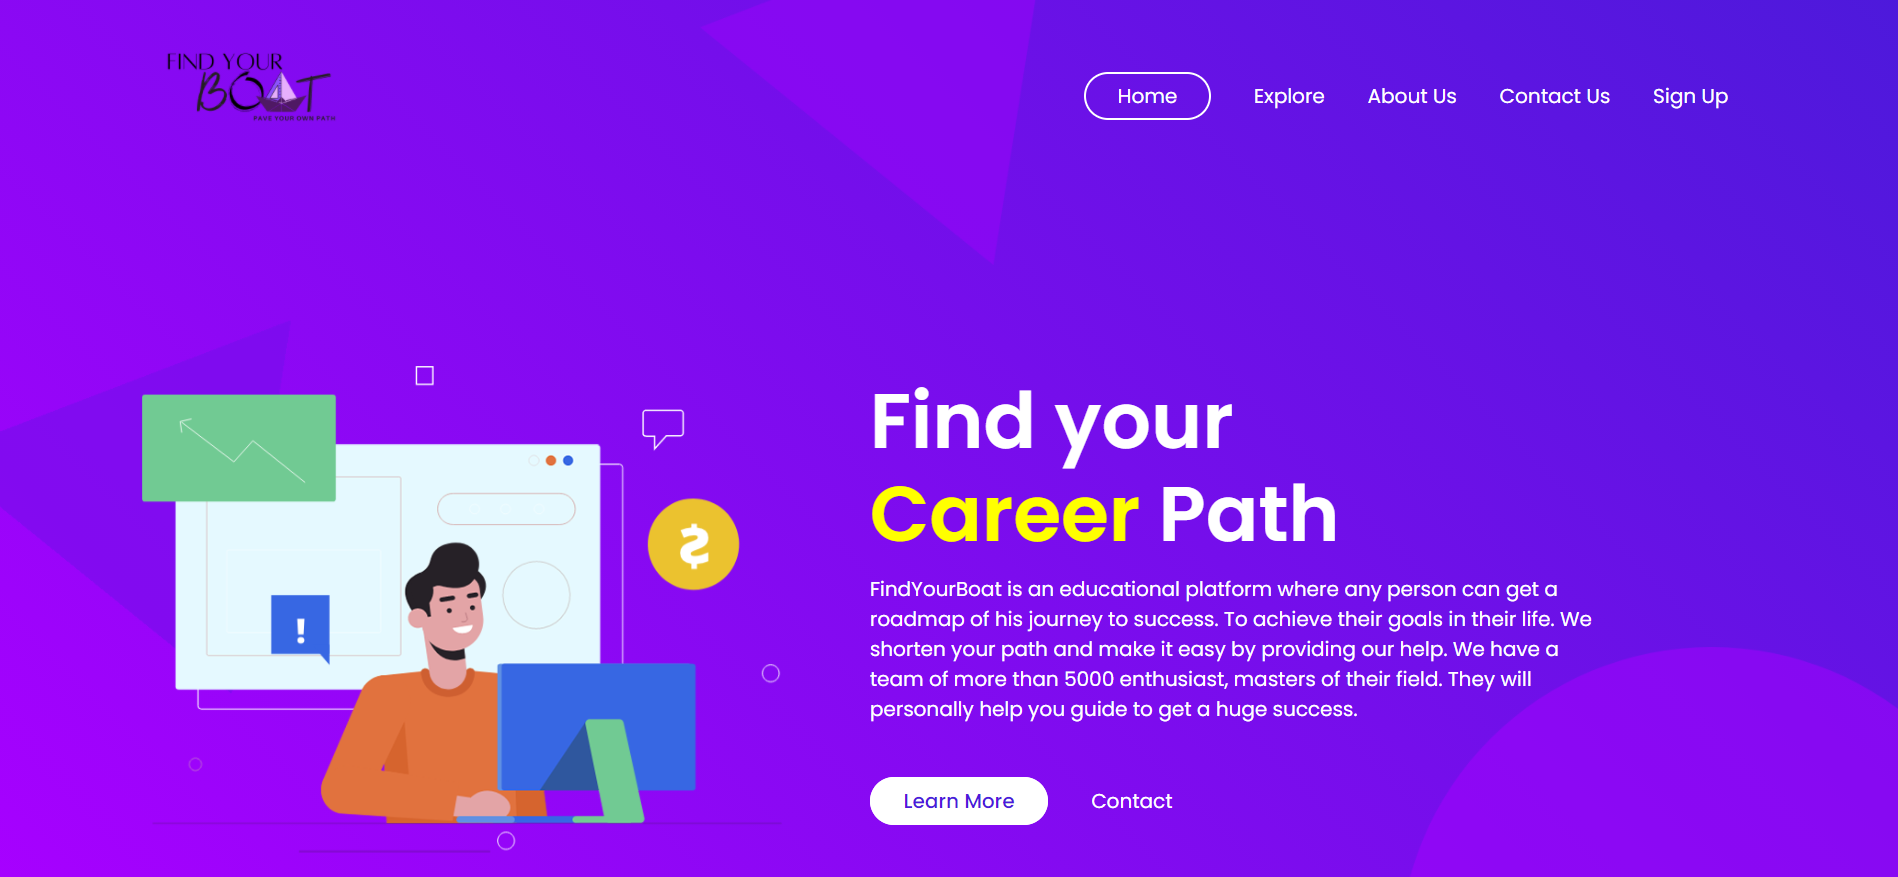 FIND YOUR
BOAT
PAVE YOUR OWN PATH
Home
Explore
About Us
Contact Us
Sign Up
Find your
Career Path
FindYourBoat is an educational platform where any person can get a
roadmap of his journey to success. To achieve their goals in their life. We
shorten your path and make it easy by providing our help. We have a
team of more than 5000 enthusiast, masters of their field. They will
personally help you guide to get a huge success.
Learn More
Contact
!
$